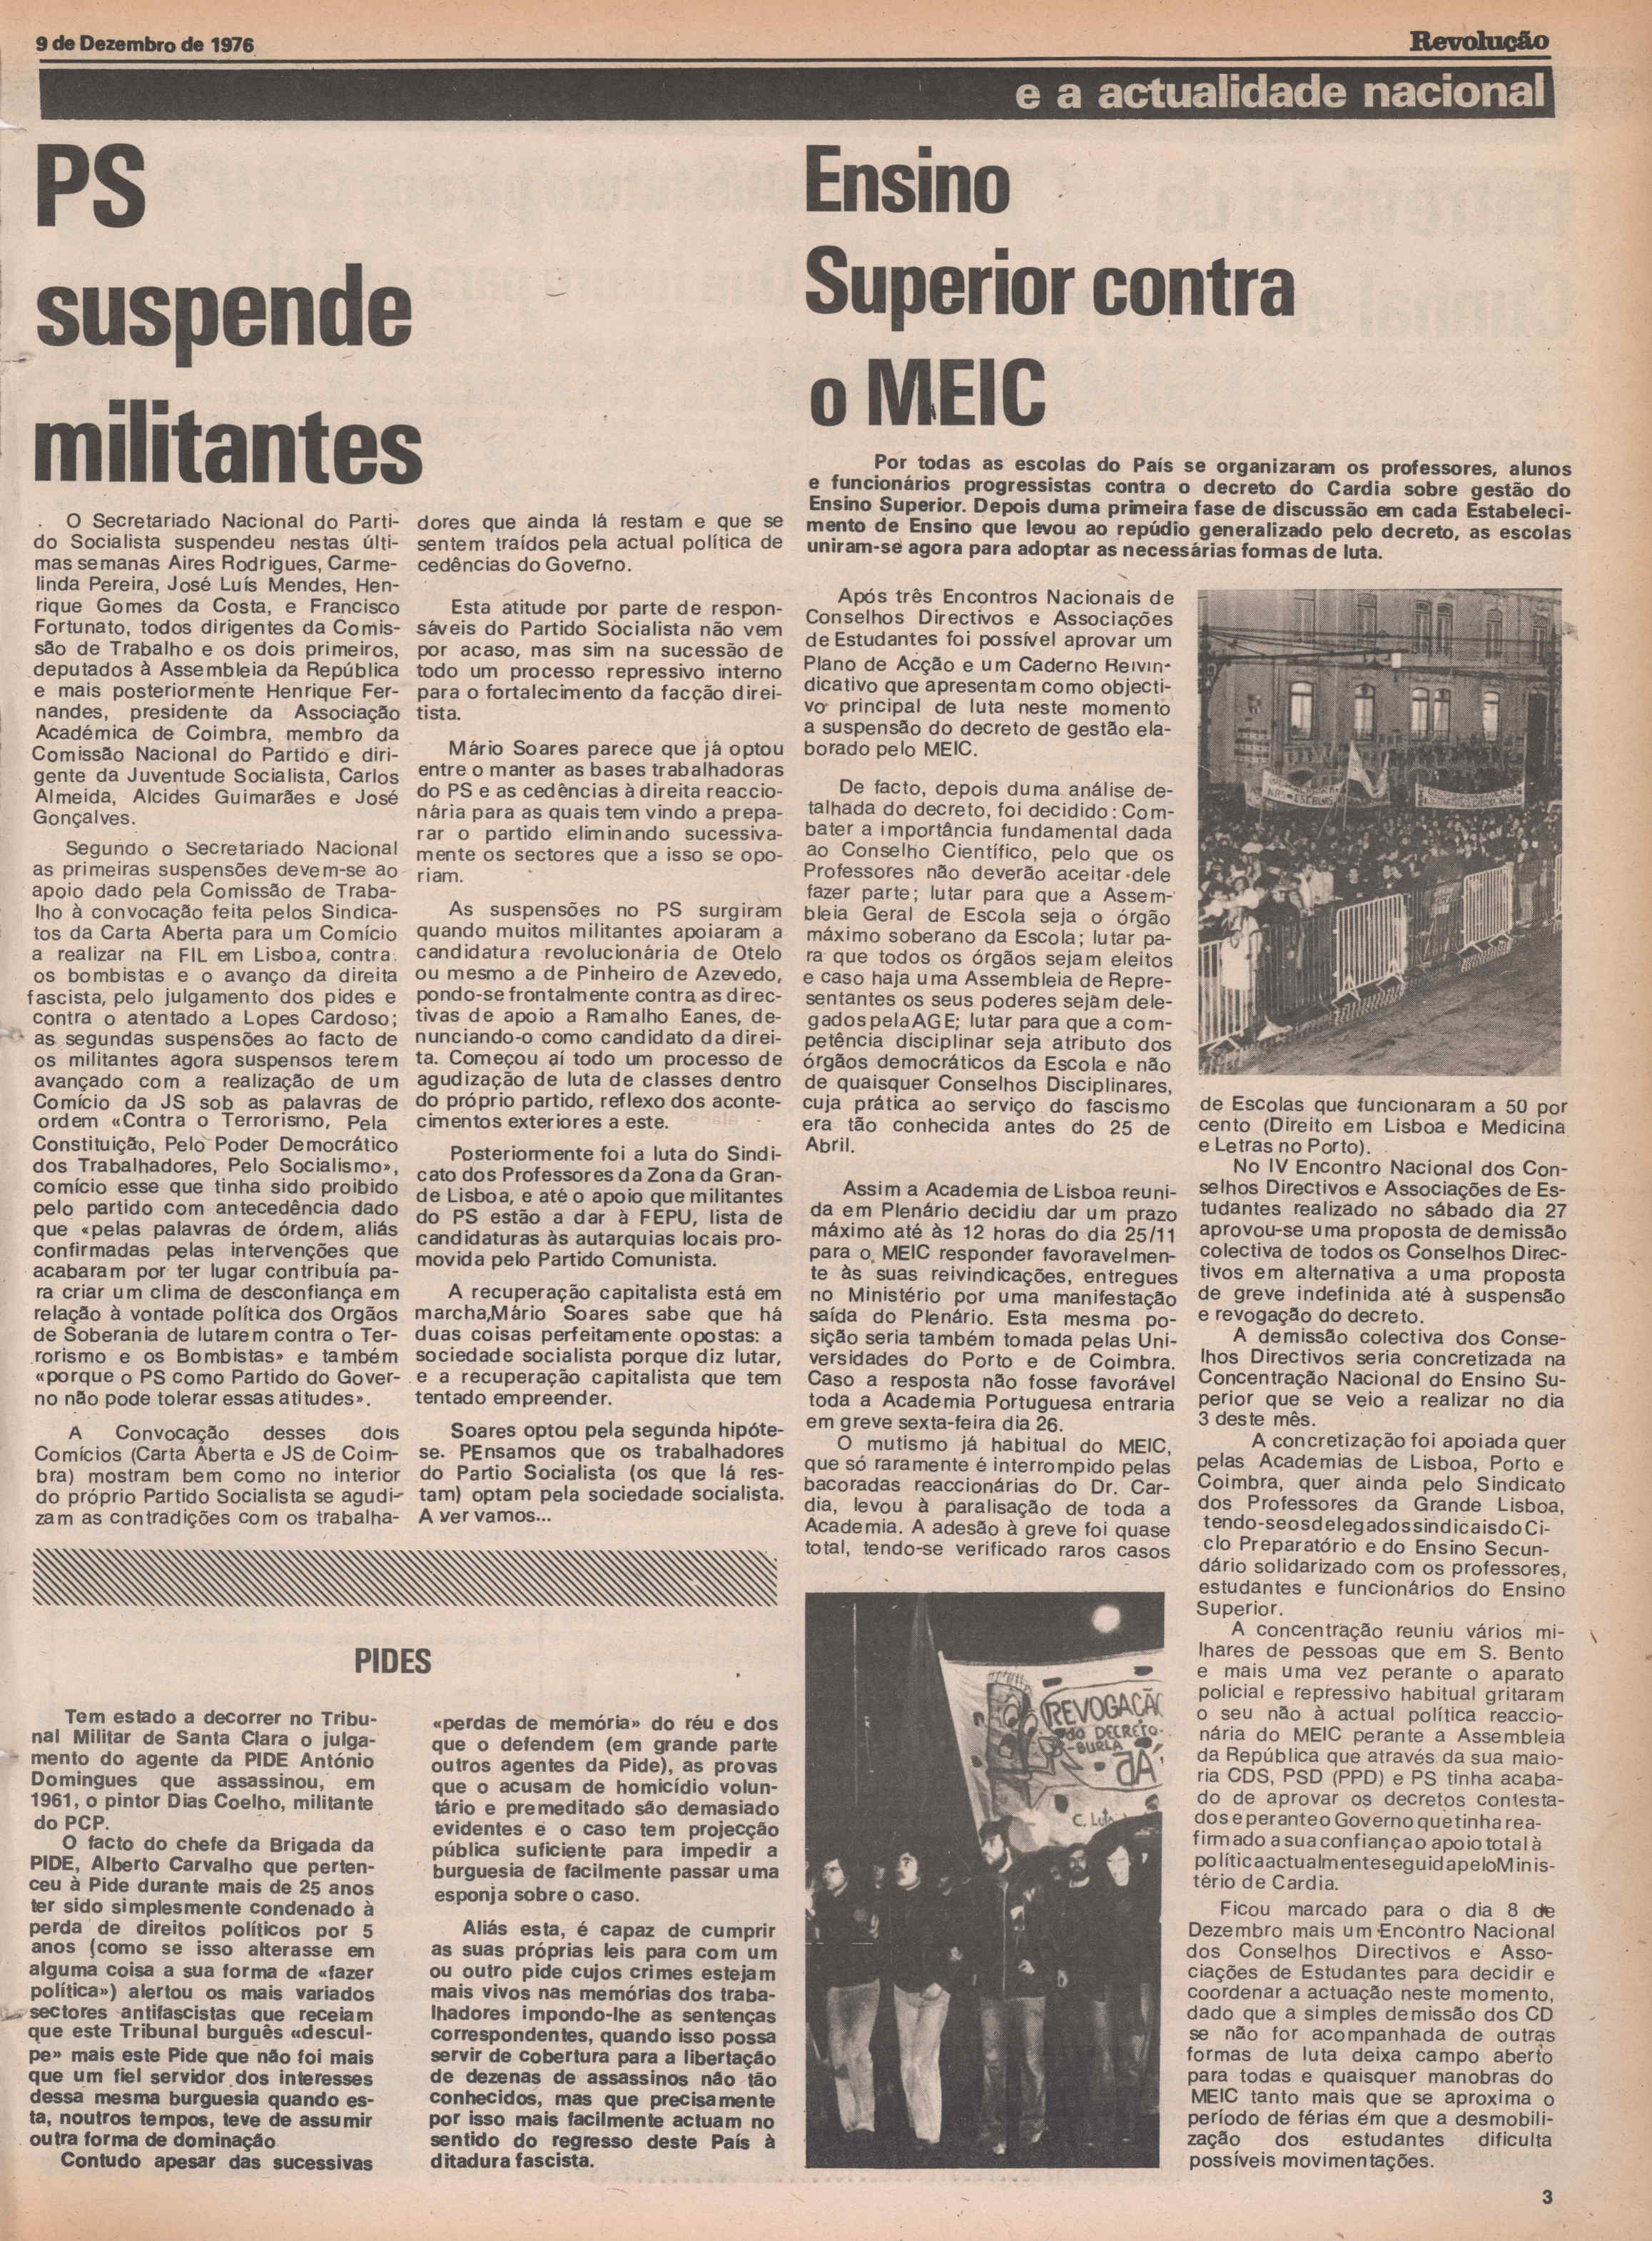 9 de Dezembro de 1976
Revolução
e a actualidade nacional
PS
suspende
militantes
O Secretariado Nacional do Parti-
do Socialista suspendeu nestas últi-
mas semanas Aires Rodrigues, Carme-
linda Pereira, José Luís Mendes, Hen-
rique Gomes da Costa, e Francisco
Fortunato, todos dirigentes da Comis-
são de Trabalho e os dois primeiros,
deputados à Assembleia da República
e mais posteriormente Henrique Fer-
nandes, presidente da Associação
Académica de Coimbra, membro da
Comissão Nacional do Partido e diri-
gente da Juventude Socialista, Carlos
Almeida, Alcides Guimarães e José
Gonçalves.
Segundo o Secretariado Nacional
as primeiras suspensões devem-se ao
apoio dado pela Comissão de Traba-
lho à convocação feita pelos Sindica-
tos da Carta Aberta para um Comício
a realizar na FIL em Lisboa, contra
os bombistas e o avanço da direita
fascista, pelo julgamento dos pides e
contra o atentado a Lopes Cardoso;
as segundas suspensões ao facto de
os militantes agora suspensos terem
avançado com a realização de um
Comício da JS sob as palavras de
ordem «Contra o Terrorismo, Pela
Constituição, Pelo Poder Democrático
dos Trabalhadores, Pelo Socialismo»,
comício esse que tinha sido proibido
pelo partido com antecedência dado
que «pelas palavras de órdem, aliás
confirmadas pelas intervenções que
acabaram por ter lugar contribuía pa-
ra criar um clima de desconfiança em
relação à vontade política dos Orgãos
de Soberania de lutarem contra o Ter-
rorismo e os Bombistas» e também
«porque o PS como Partido do Gover-
no não pode tolerar essas atitudes».
A Convocação desses dois
Comícios (Carta Aberta e JS de Coim-
bra) mostram bem como no interior
do próprio Partido Socialista se agudi-
zam as contradições com os trabalha-
dores que ainda lá restam e que se
sentem traídos pela actual política de
cedências do Governo.
Esta atitude por parte de respon-
sáveis do Partido Socialista não vem
por acaso, mas sim na sucessão de
todo um processo repressivo interno
para o fortalecimento da facção direi-
tista.
Mário Soares parece que já optou
entre o manter as bases trabalhadoras
do PS e as cedências à direita reaccio-
nária para as quais tem vindo a prepa-
rar o partido eliminando sucessiva-
mente os sectores que a isso se opo-
riam.
As suspensões no PS surgiram
quando muitos militantes apoiaram a
candidatura revolucionária de Otelo
ou mesmo a de Pinheiro de Azevedo,
pondo-se frontalmente contra as direc-
tivas de apoio a Ramalho Eanes, de-
nunciando-o como candidato da direi-
ta. Começou aí todo um processo de
agudização de luta de classes dentro
do próprio partido, reflexo dos aconte-
cimentos exteriores a este.
Posteriormente foi a luta do Sindi-
cato dos Professores da Zona da Gran-
de Lisboa, e até o apoio que militantes
do PS estão a dar à FEPU, lista de
candidaturas às autarquias locais pro-
movida pelo Partido Comunista.
A recuperação capitalista está em
marcha,Mário Soares sabe que há
duas coisas perfeitamente opostas: a
sociedade socialista porque diz lutar,
e a recuperação capitalista que tem
tentado empreender.
Soares optou pela segunda hipóte-
se. PEnsamos que os trabalhadores
do Partio Socialista (os que lá res-
tam) optam pela sociedade socialista.
A ver vamos...
PIDES
Tem estado a decorrer no Tribu-
nal Militar de Santa Clara o julga-
mento do agente da PIDE António
Domingues que assassinou, em
1961, o pintor Dias Coelho, militante
do PCP.
O facto do chefe da Brigada da
PIDE, Alberto Carvalho que perten-
ceu à Pide durante mais de 25 anos
ter sido simplesmente condenado à
perda de direitos políticos por 5
anos (como se isso alterasse em
alguma coisa a sua forma de «fazer
política») alertou os mais variados
sectores antifascistas que receiam
que este Tribunal burguês «descul-
pe» mais este Pide que não foi mais
que um fiel servidor dos interesses
dessa mesma burguesia quando es-
ta, noutros tempos, teve de assumir
outra forma de dominação
Contudo apesar das sucessivas
«perdas de memória» do réu e dos
que o defendem (em grande parte
outros agentes da Pide), as provas
que o acusam de homicídio volun-
tário e premeditado são demasiado
evidentes e o caso tem projecção
pública suficiente para impedir a
burguesia de facilmente passar uma
esponja sobre o caso.
Aliás esta, é capaz de cumprir
as suas próprias leis para com um
ou outro pide cujos crimes estejam
mais vivos nas memórias dos traba-
lhadores impondo-lhe as sentenças
correspondentes, quando isso possa
servir de cobertura para a libertação
de dezenas de assassinos não tão
conhecidos, mas que precisamente
por isso mais facilmente actuam no
sentido do regresso deste País à
ditadura fascista.
Ensino
Superior contra
o MEIC
Por todas as escolas do País se organizaram os professores, alunos
e funcionários progressistas contra o decreto do Cardia sobre gestão do
Ensino Superior. Depois duma primeira fase de discussão em cada Estabeleci-
mento de Ensino que levou ao repúdio generalizado pelo decreto, as escolas
uniram-se agora para adoptar as necessárias formas de luta.
Após três Encontros Nacionais de
Conselhos Directivos e Associações
de Estudantes foi possível aprovar um
Plano de Acção e um Caderno Reivin-
dicativo que apresentam como objecti-
vo principal de luta neste momento
a suspensão do decreto de gestão ela-
borado pelo MEIC.
De facto, depois duma análise de-
talhada do decreto, foi decidido: Com-
bater a importância fundamental dada
ao Conselho Científico, pelo que os
Professores não deverão aceitar dele
fazer parte; lutar para que a Assem-
bleia Geral de Escola seja o órgão
máximo soberano da Escola; lutar pa-
ra que todos os órgãos sejam eleitos
e caso haja uma Assembleia de Repre-
sentantes os seus poderes sejam dele-
gados pela AGE; lutar para que a com-
petência disciplinar seja atributo dos
órgãos democráticos da Escola e não
de quaisquer Conselhos Disciplinares,
cuja prática ao serviço do fascismo
era tão conhecida antes do 25 de
Abril.
Assim a Academia de Lisboa reuni-
da em Plenário decidiu dar um prazo
máximo até às 12 horas do dia 25/11
para o MEIC responder favoravelmen-
te às suas reivindicações, entregues
no Ministério por uma manifestação
saída do Plenário. Esta mesma po-
sição seria também tomada pelas Uni-
versidades do Porto e de Coimbra.
Caso a resposta não fosse favorável
toda a Academia Portuguesa entraria
em greve sexta-feira dia 26.
O mutismo já habitual do MEIC,
que só raramente é interrompido pelas
bacoradas reaccionárias do Dr. Car-
dia, levou à paralisação de toda a
Academia. A adesão à greve foi quase
total, tendo-se verificado raros casos
REVOGAÇÃO
do DECRETO-
-BURLA
JÁ
C. Luta
de Escolas que funcionaram a 50 por
cento (Direito em Lisboa e Medicina
e Letras no Porto).
No IV Encontro Nacional dos Con-
selhos Directivos e Associações de Es-
tudantes realizado no sábado dia 27
aprovou-se uma proposta de demissão
colectiva de todos os Conselhos Direc-
tivos em alternativa a uma proposta
de greve indefinida até à suspensão
e revogação do decreto.
A demissão colectiva dos Conse-
lhos Directivos seria concretizada na
Concentração Nacional do Ensino Su-
perior que se veio a realizar no dia
3 deste mês.
A concretização foi apoiada quer
pelas Academias de Lisboa, Porto e
Coimbra, quer ainda pelo Sindicato
dos Professores da Grande Lisboa,
tendo-se os delegados sindicais do Ci-
clo Preparatório e do Ensino Secun-
dário solidarizado com os professores,
estudantes e funcionários do Ensino
Superior.
A concentração reuniu vários mi-
lhares de pessoas que em S. Bento
e mais uma vez perante o aparato
policial e repressivo habitual gritaram
o seu não à actual política reaccio-
nária do MEIC perante a Assembleia
da República que através da sua maio-
ria CDS, PSD (PPD) e PS tinha acaba-
do de aprovar os decretos contesta-
dos e perante o Governo que tinha rea-
firmado a sua confiança o apoio total à
política actualmente seguida pelo Minis-
tério de Cardia.
Ficou marcado para o dia 8 de
Dezembro mais um Encontro Nacional
dos Conselhos Directivos e Asso-
ciações de Estudantes para decidir e
coordenar a actuação neste momento,
dado que a simples demissão dos CD
se não for acompanhada de outras
formas de luta deixa campo aberto
para todas e quaisquer manobras do
MEIC tanto mais que se aproxima o
período de férias em que a desmobili-
zação dos estudantes dificulta
possíveis movimentações.
3